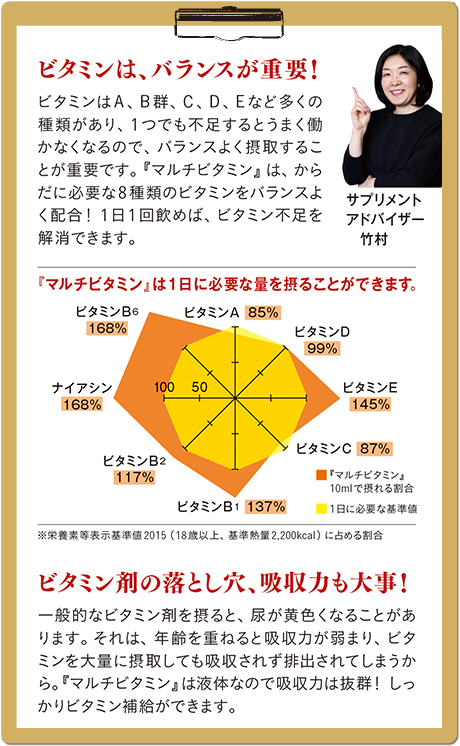 ビタミンは、バランスが重要！
ビタミンはA、B群、C、D、Eなど多くの
種類があり、1つでも不足するとうまく働
かなくなるので、バランスよく摂取するこ
とが重要です。『マルチビタミン』は、から
だに必要な8種類のビタミンをバランスよ
く配合！ 1日1回飲めば、ビタミン不足を
解消できます。
サプリメント
アドバイザー
竹村
『マルチビタミン』は1日に必要な量を摂ることができます。
ビタミンB6
168%
ビタミンA 85%
ビタミンD
99%
ナイアシン
168%
100 50
ビタミンE
145%
ビタミンB2
117%
ビタミンC 87%
ビタミンB1 137%
『マルチビタミン』
10mlで摂れる割合
1日に必要な基準値
※栄養素等表示基準値2015（18歳以上、基準熱量2,200kcal）に占める割合
ビタミン剤の落とし穴、吸収力も大事！
一般的なビタミン剤を摂ると、尿が黄色くなることがあ
ります。それは、年齢を重ねると吸収力が弱まり、ビタ
ミンを大量に摂取しても吸収されず排出されてしまうか
ら。『マルチビタミン』は液体なので吸収力は抜群！ しっ
かりビタミン補給ができます。